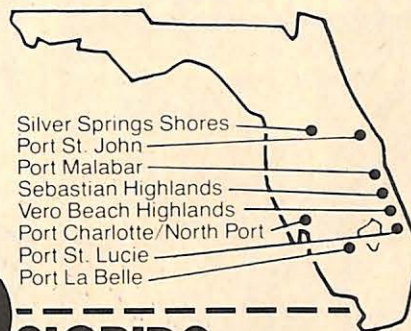 Silver Springs Shores
Port St. John
Port Malabar
Sebastian Highlands
Vero Beach Highlands
Port Charlotte/North Port
Port St. Lucie
Port La Belle